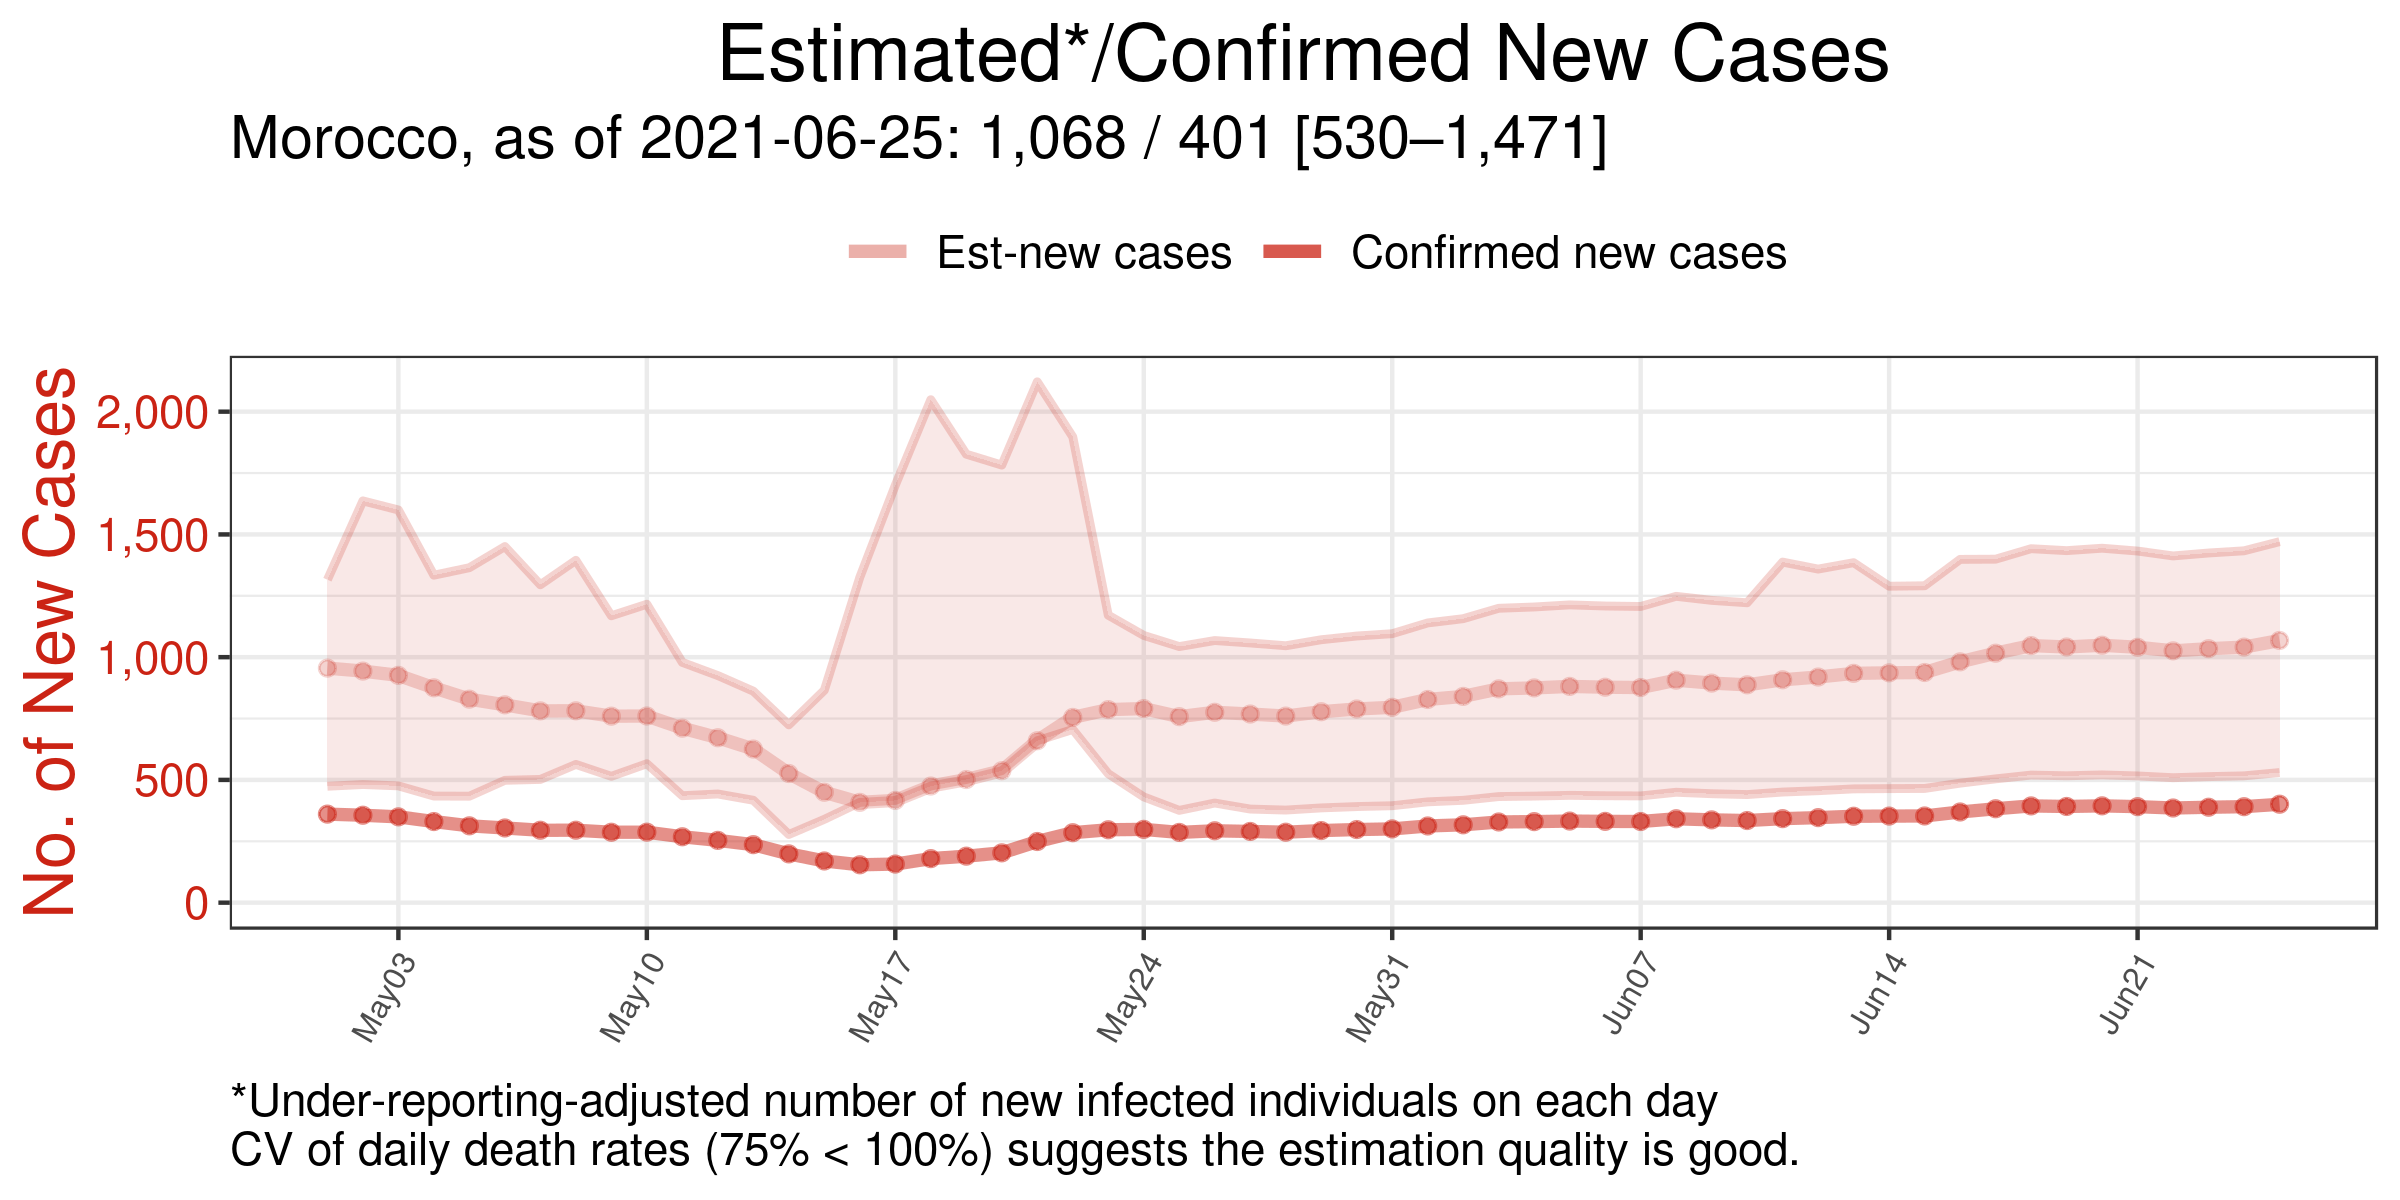 Estimated*/Confirmed New Cases
Morocco, as of 2021-06-25: 1,068 / 401 [530–1,471]
Est-new cases
Confirmed new cases
No. of New Cases
2,000
1,500
1,000
500
0
May03
May10
May17
May24
May31
Jun07
Jun14
Jun21
*Under-reporting-adjusted number of new infected individuals on each day
CV of daily death rates (75% < 100%) suggests the estimation quality is good.